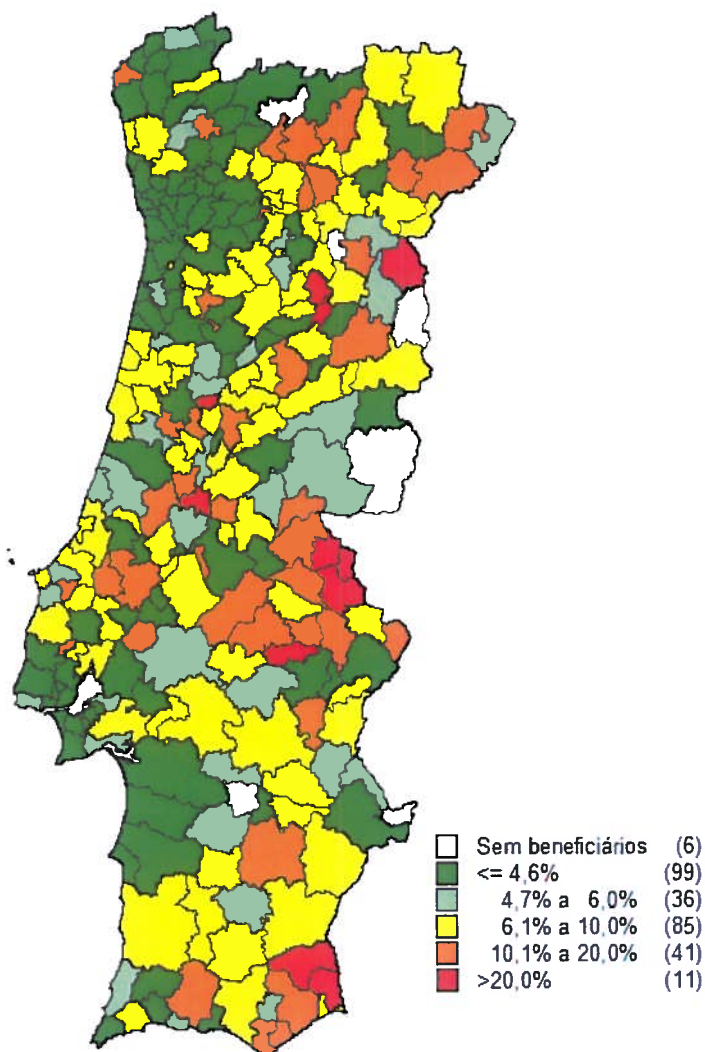 Sem beneficiários (6)
<= 4,6% (99)
4,7% a 6,0% (36)
6,1% a 10,0% (85)
10,1% a 20,0% (41)
>20,0% (11)